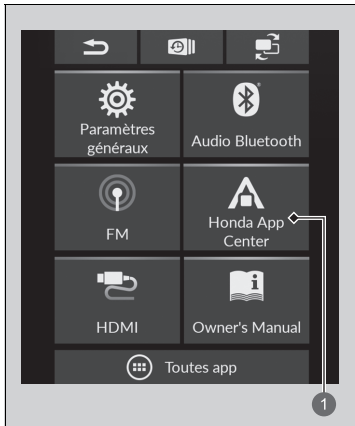 Paramètres
généraux
Audio Bluetooth
FM
Honda App
Center
HDMI
Owner's Manual
Toutes app
1